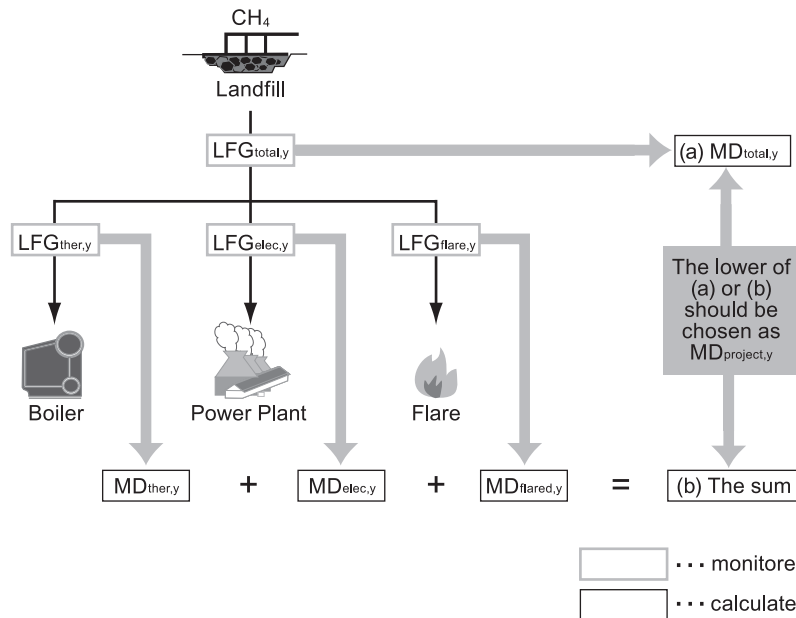 CH4
Landfill
LFGtotal,y
(a) MDtotal,y
LFGther,y
LFGelec,y
LFGflare,y
The lower of
(a) or (b)
should be
chosen as
MDproject,y
Boiler
Power Plant
Flare
MDther,y + MDelec,y + MDflared,y = (b) The sum
··· monitore
··· calculate